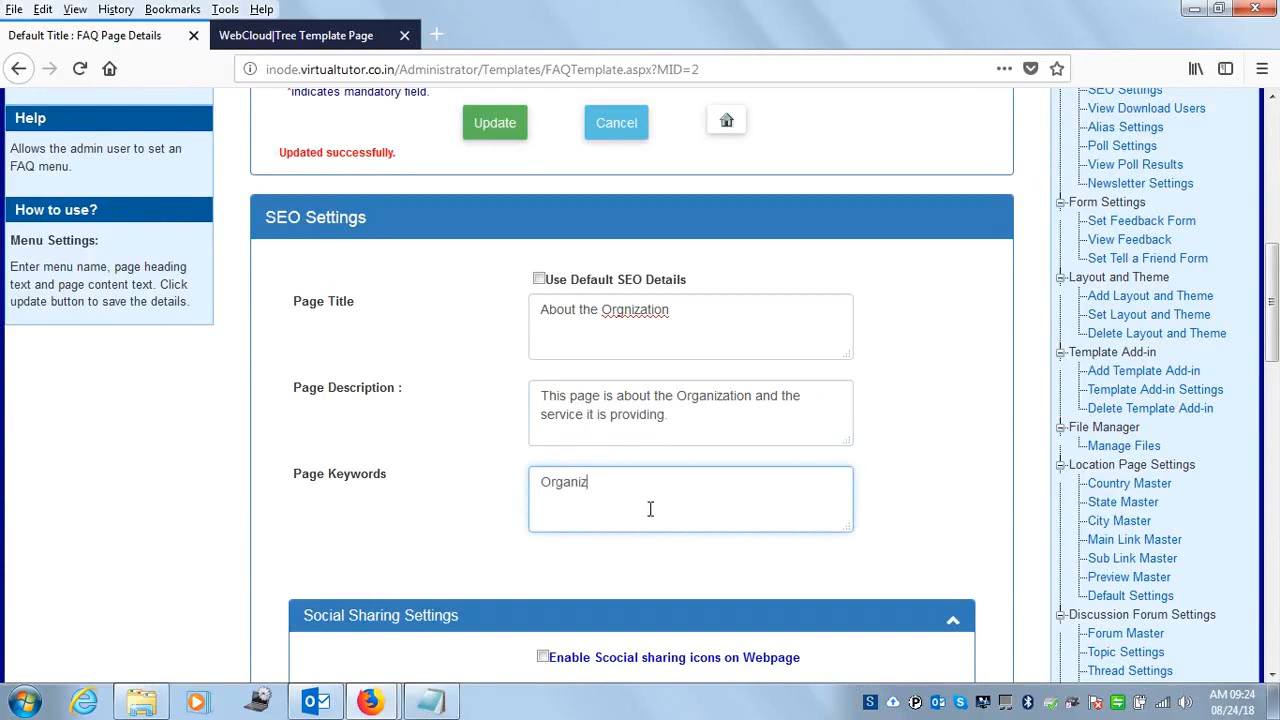 File Edit View History Bookmarks Tools Help
Default Title : FAQ Page Details
WebCloud|Tree Template Page
inode.virtualtutor.co.in/Administrator/Templates/FAQTemplate.aspx?MID=2
Help
Allows the admin user to set an
FAQ menu.
How to use?
Menu Settings:
Enter menu name, page heading
text and page content text. Click
update button to save the details.
*indicates mandatory field.
Update
Cancel
Updated successfully.
SEO Settings
Use Default SEO Details
Page Title
About the Orgnization
Page Description :
This page is about the Organization and the
service it is providing.
Page Keywords
Organiz
Social Sharing Settings
Enable Scocial sharing icons on Webpage
SEO Settings
View Download Users
Alias Settings
Poll Settings
View Poll Results
Newsletter Settings
Form Settings
Set Feedback Form
View Feedback
Set Tell a Friend Form
Layout and Theme
Add Layout and Theme
Set Layout and Theme
Delete Layout and Theme
Template Add-in
Add Template Add-in
Template Add-in Settings
Delete Template Add-in
File Manager
Manage Files
Location Page Settings
Country Master
State Master
City Master
Main Link Master
Sub Link Master
Preview Master
Default Settings
Discussion Forum Settings
Forum Master
Topic Settings
Thread Settings
AM 09:24
08/24/18